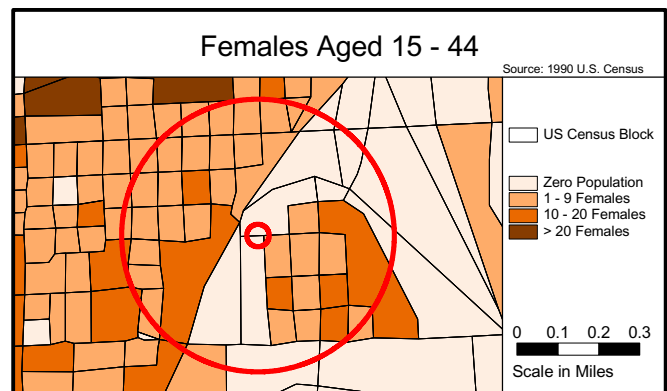 Females Aged 15 - 44
Source: 1990 U.S. Census
US Census Block
Zero Population
1 - 9 Females
10 - 20 Females
> 20 Females
0 0.1 0.2 0.3
Scale in Miles